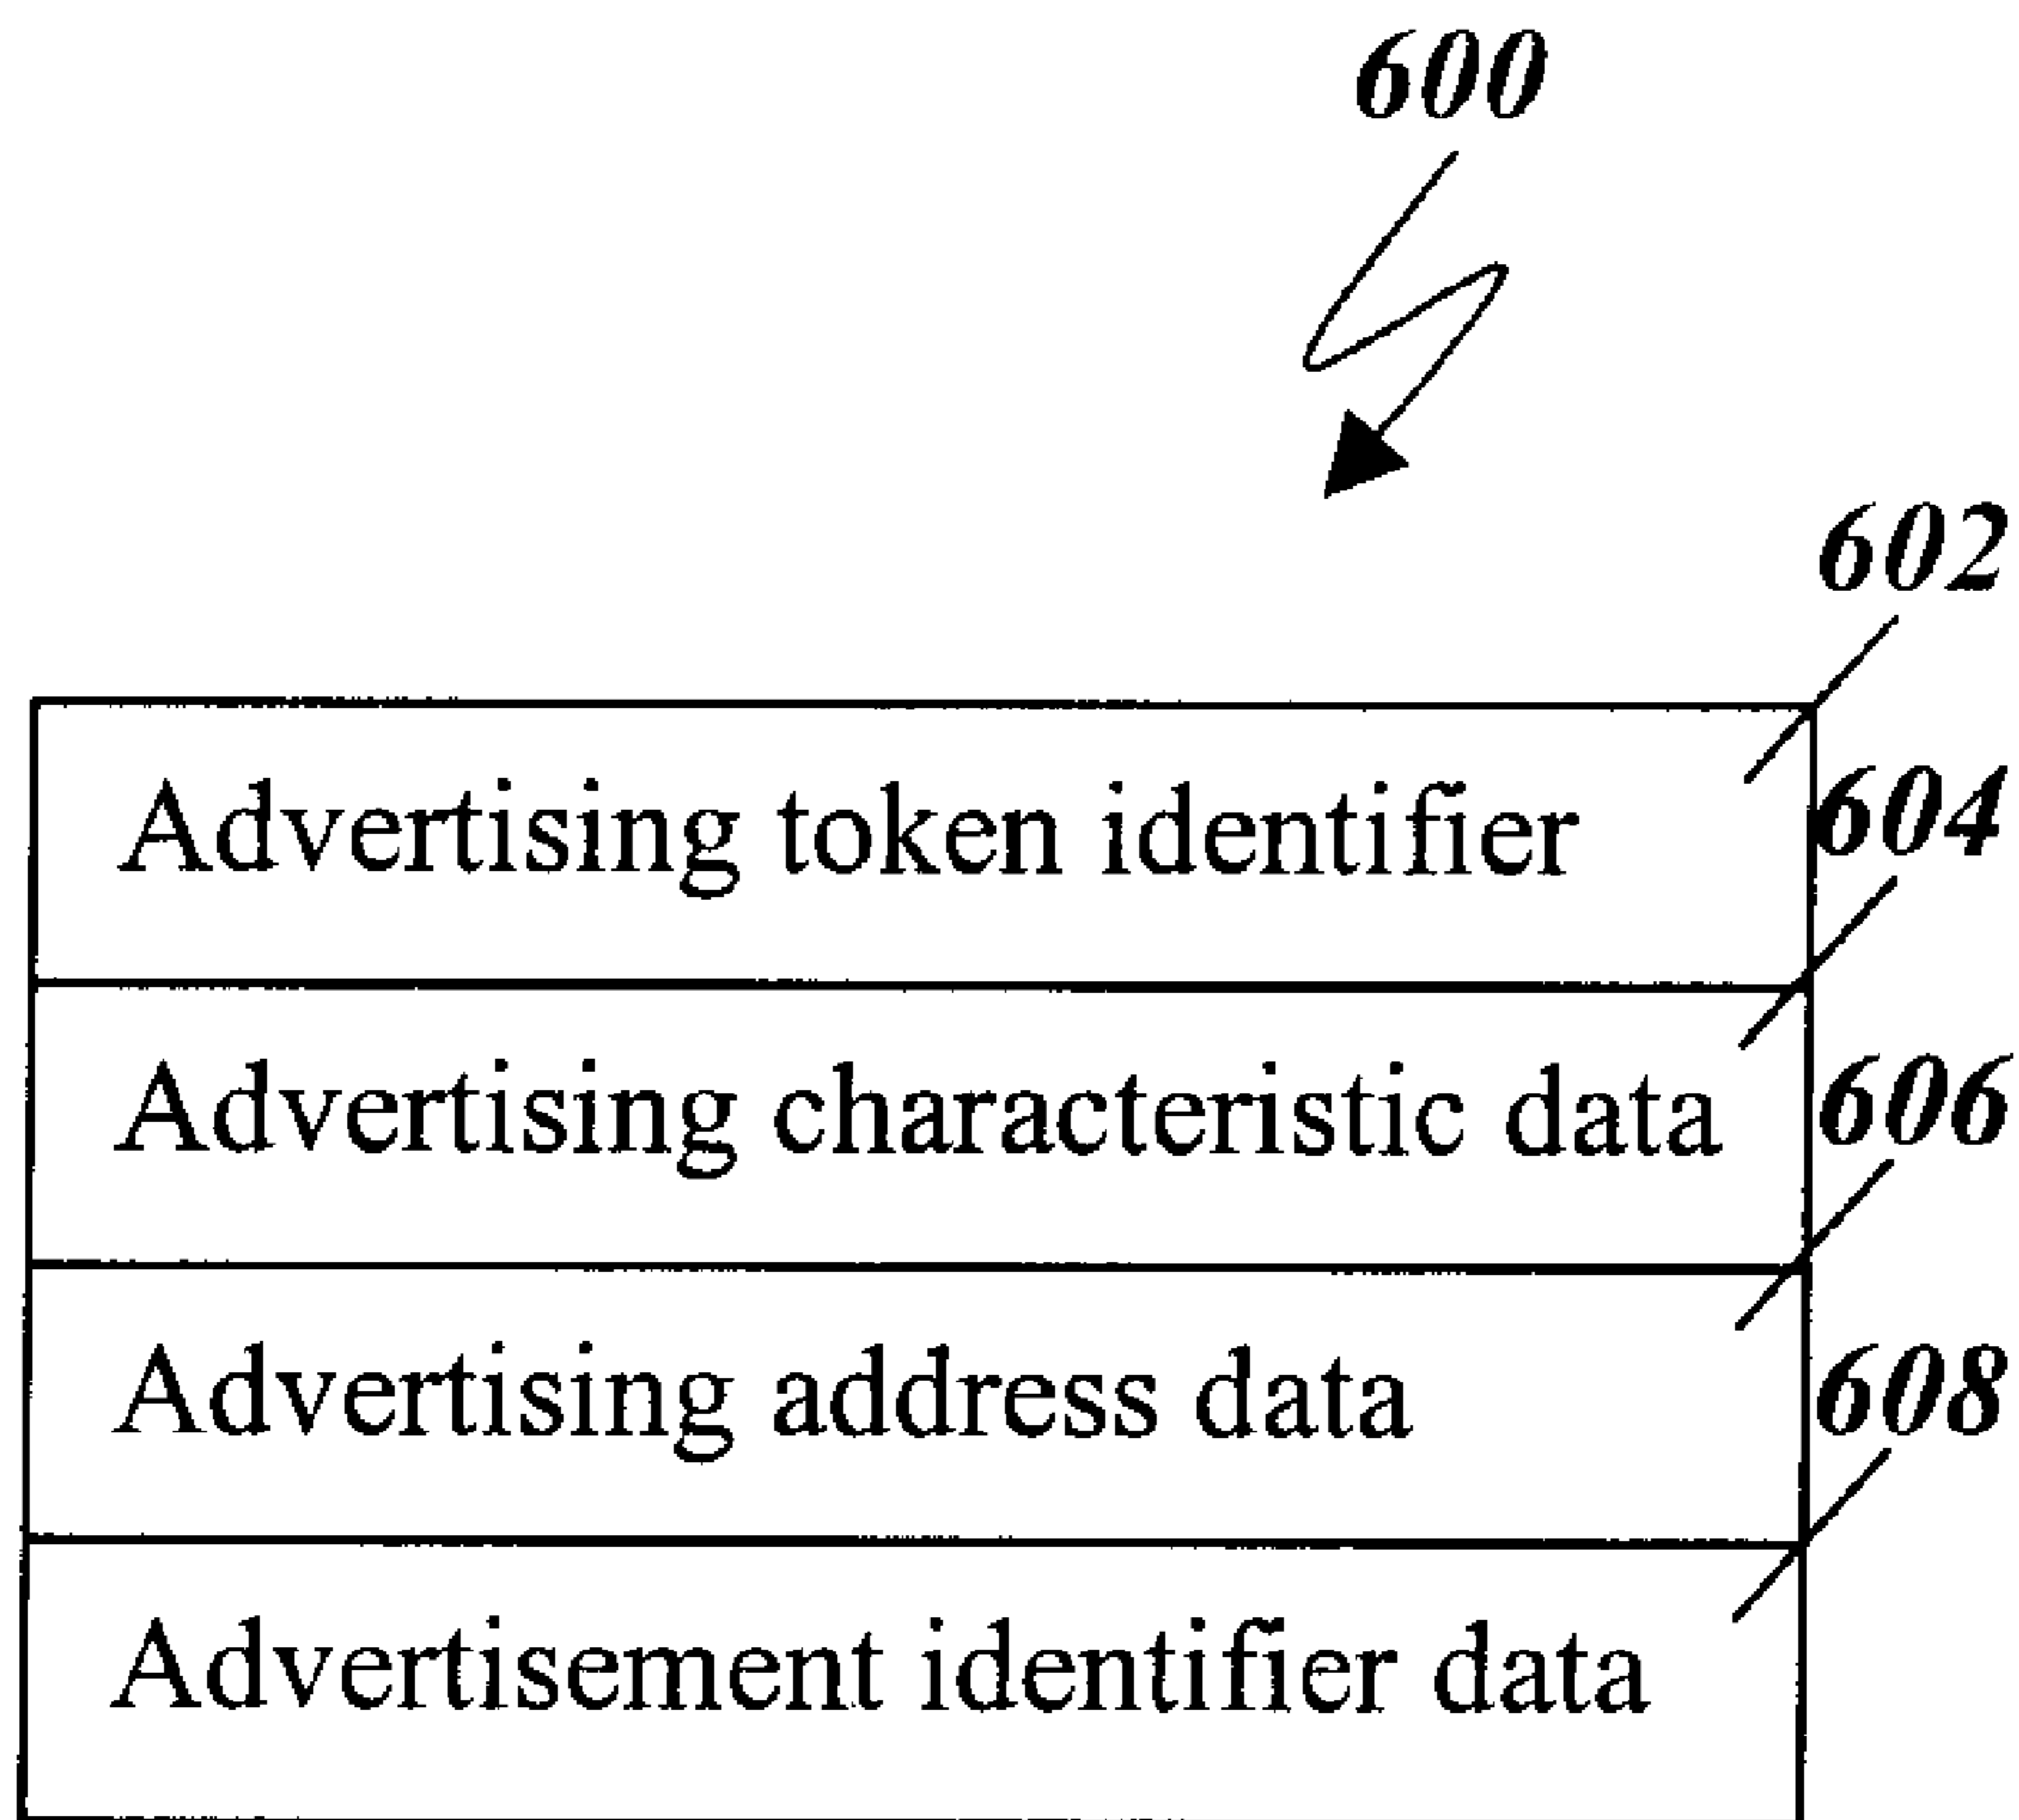 600
602
Advertising token identifier
604
Advertising characteristic data
606
Advertising address data
608
Advertisement identifier data